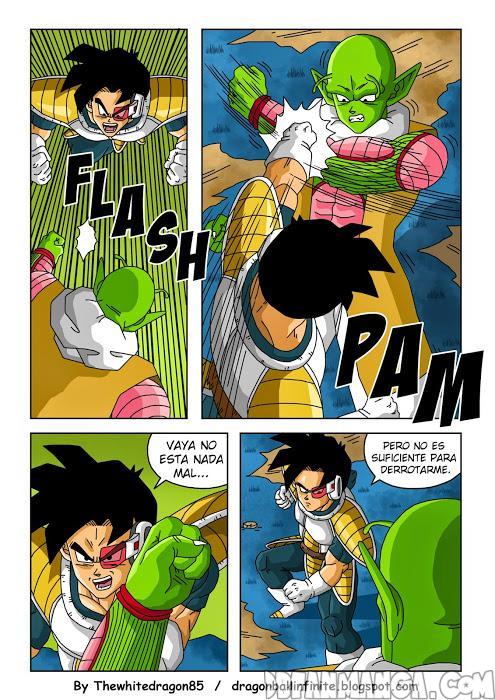 FLASH
PAM
VAYA NO
ESTA NADA
MAL...
PERO NO ES
SUFICIENTE PARA
DERROTARME.
By Thewhitedragon85 / dragonballinfinite.blogspot.com